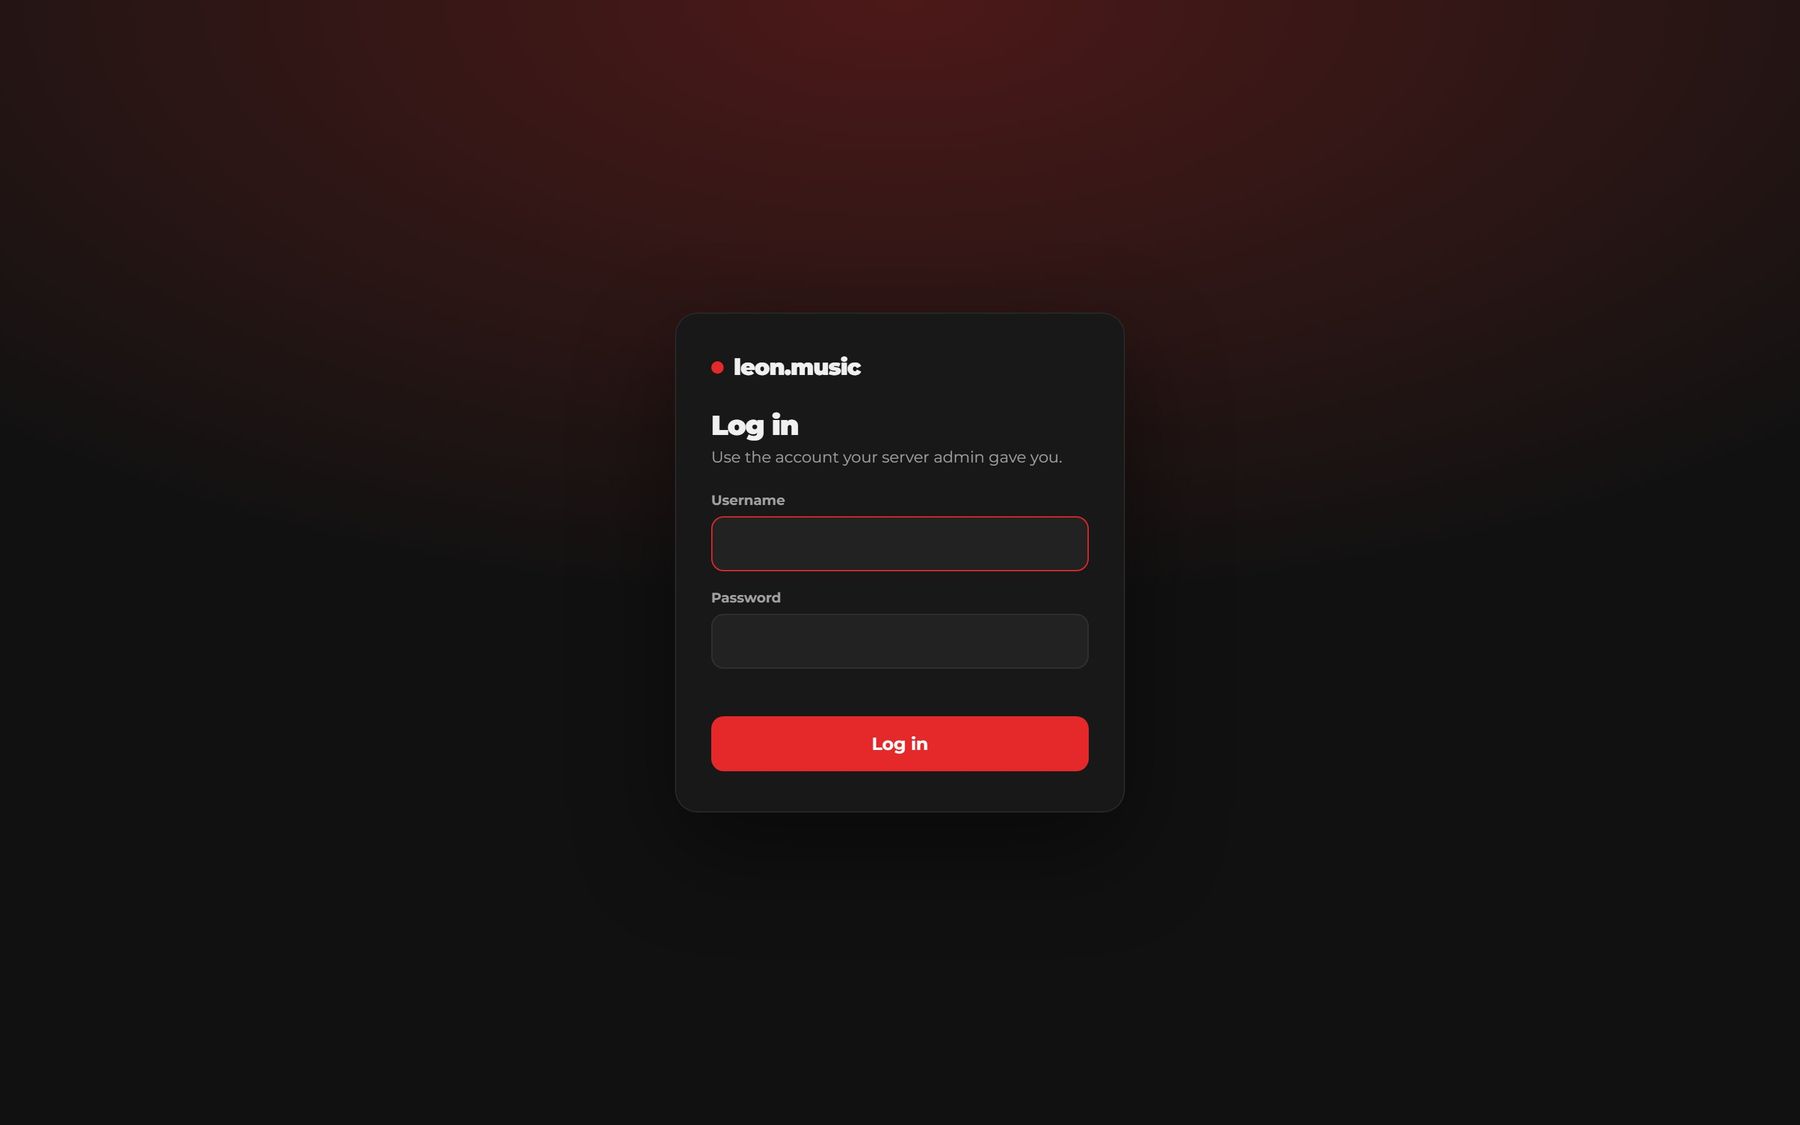 leon.music
Log in
Use the account your server admin gave you.
Username
Password
Log in